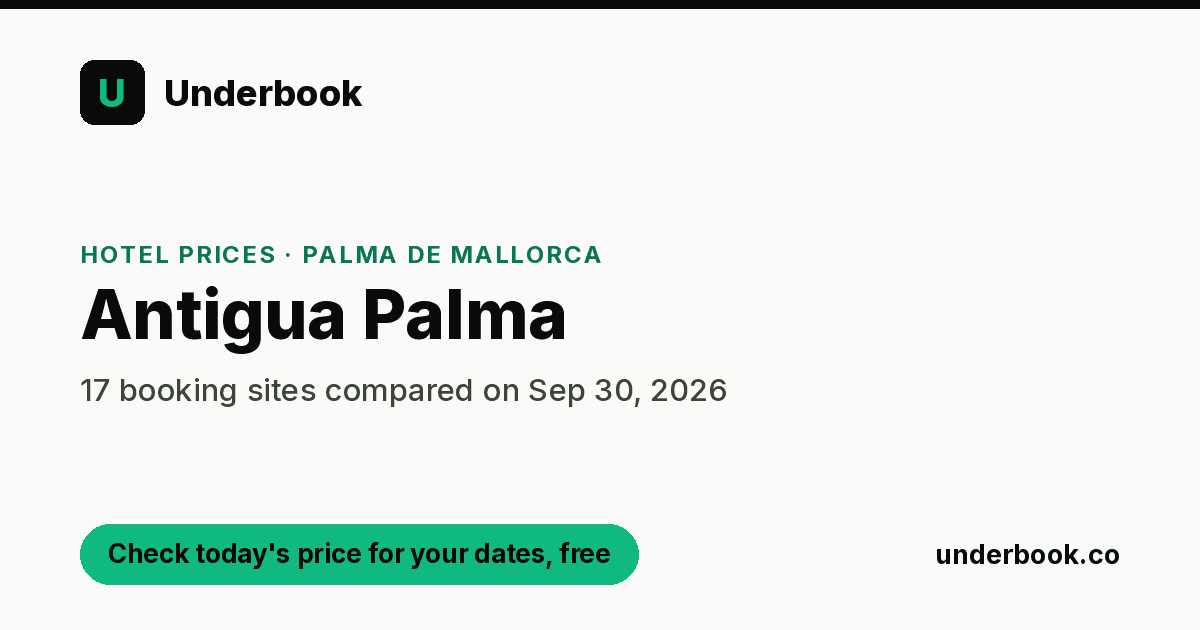 U Underbook
HOTEL PRICES · PALMA DE MALLORCA
Antigua Palma
17 booking sites compared on Sep 30, 2026
Check today's price for your dates, free
underbook.co